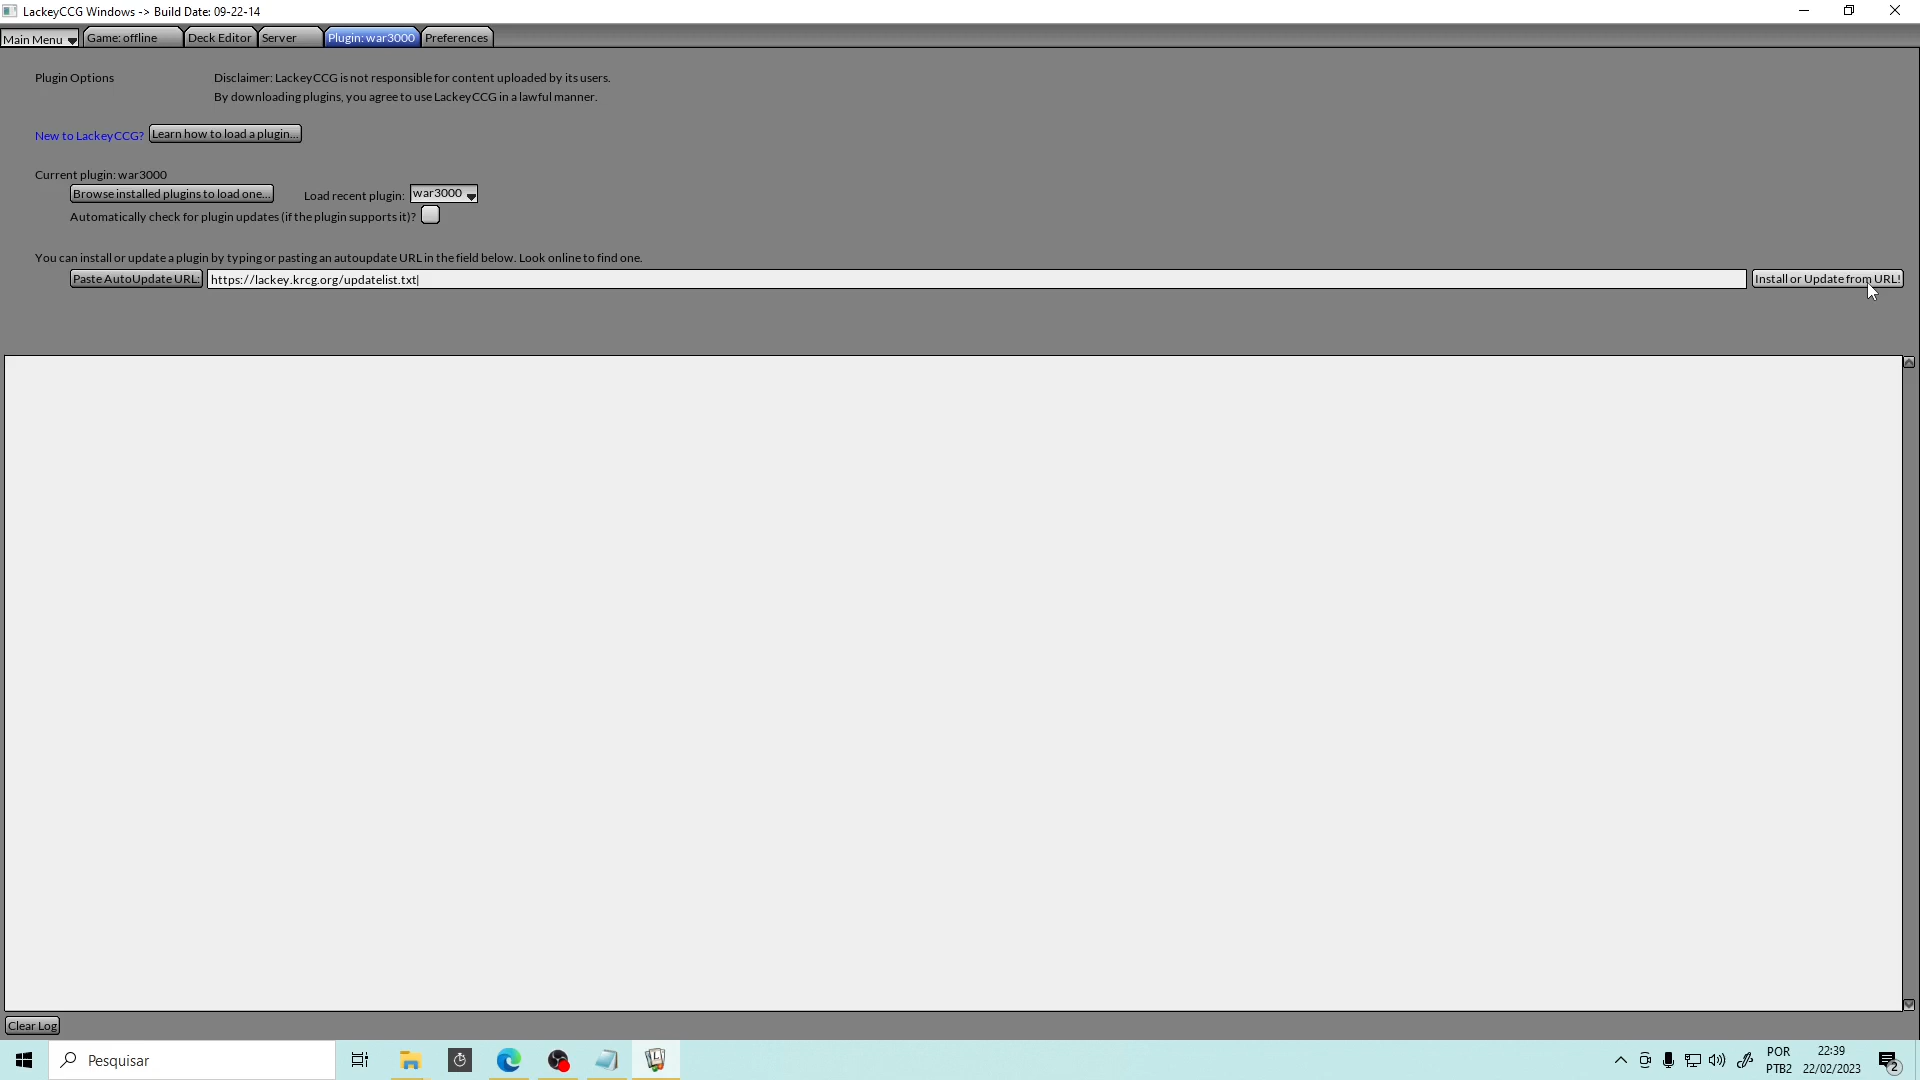 LackeyCCG Windows -> Build Date: 09-22-14
Main Menu
Game: offline
Deck Editor
Server
Plugin: war3000
Preferences
Plugin Options
Disclaimer: LackeyCCG is not responsible for content uploaded by its users.
By downloading plugins, you agree to use LackeyCCG in a lawful manner.
New to LackeyCCG?
Learn how to load a plugin...
Current plugin: war3000
Browse installed plugins to load one...
Load recent plugin:
war3000
Automatically check for plugin updates (if the plugin supports it)?
You can install or update a plugin by typing or pasting an autoupdate URL in the field below. Look online to find one.
Paste AutoUpdate URL:
https://lackey.krcg.org/updatelist.txt
Install or Update from URL!
Clear Log
Pesquisar
POR
PTB2
22:39
22/02/2023
2